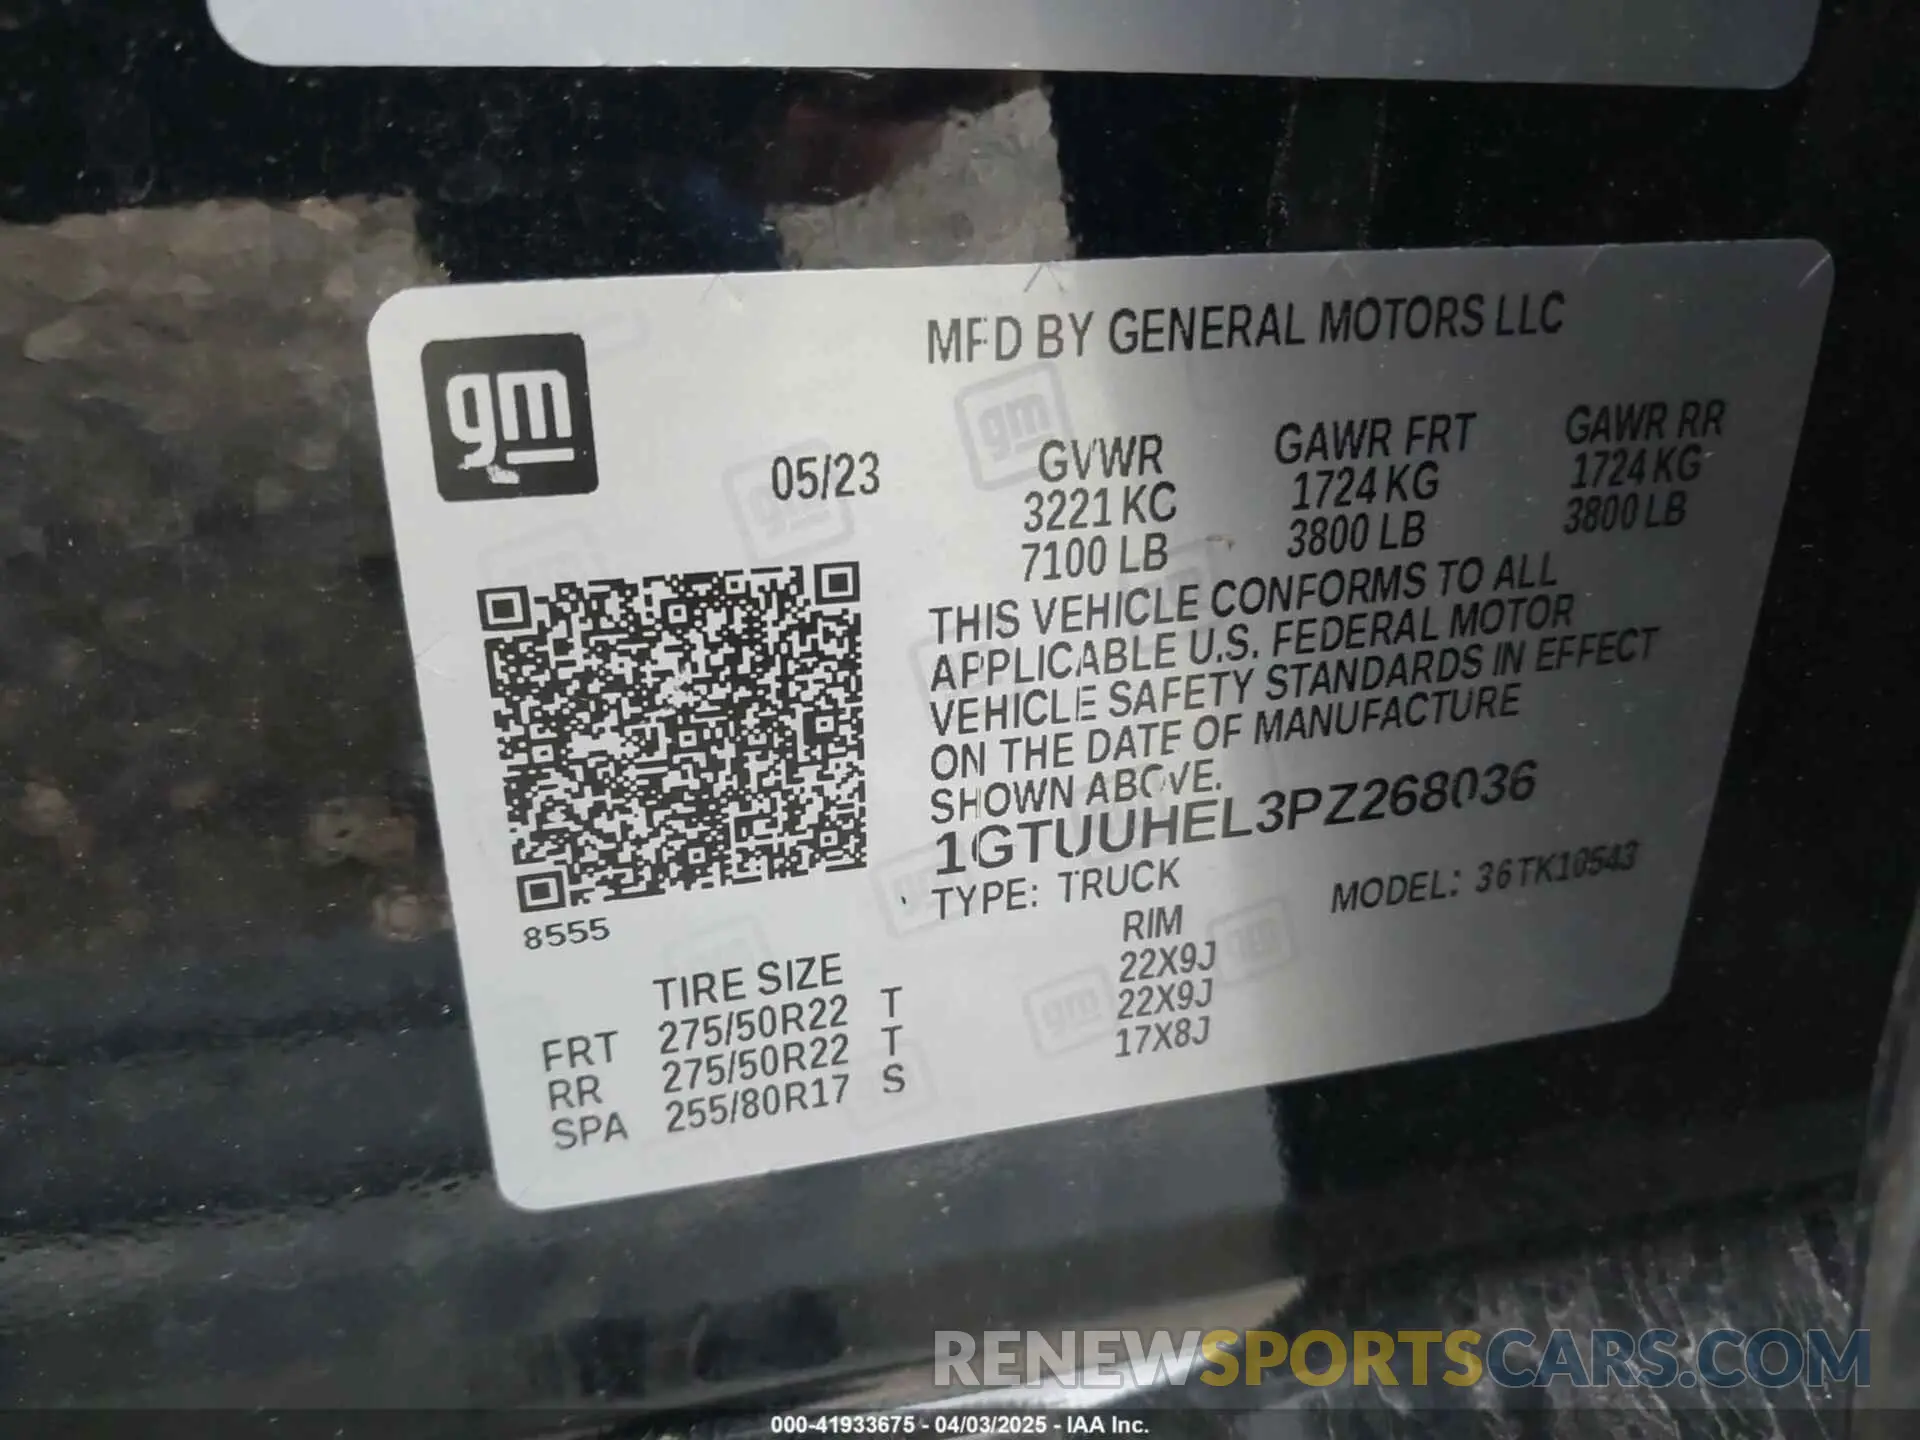 gm
MFD BY GENERAL MOTORS LLC
05/23
GVWR GAWR FRT GAWR RR
3221 KG 1724 KG 1724 KG
7100 LB 3800 LB 3800 LB
THIS VEHICLE CONFORMS TO ALL
APPLICABLE U.S. FEDERAL MOTOR
VEHICLE SAFETY STANDARDS IN EFFECT
ON THE DATE OF MANUFACTURE
SHOWN ABOVE.
1GTUUHEL3PZ268036
TYPE: TRUCK MODEL: 36TK10543
8555
TIRE SIZE RIM
FRT 275/50R22 T 22X9J
RR 275/50R22 T 22X9J
SPA 255/80R17 S 17X8J
RENEWSPORTSCARS.COM
000-41933675 - 04/03/2025 - IAA Inc.